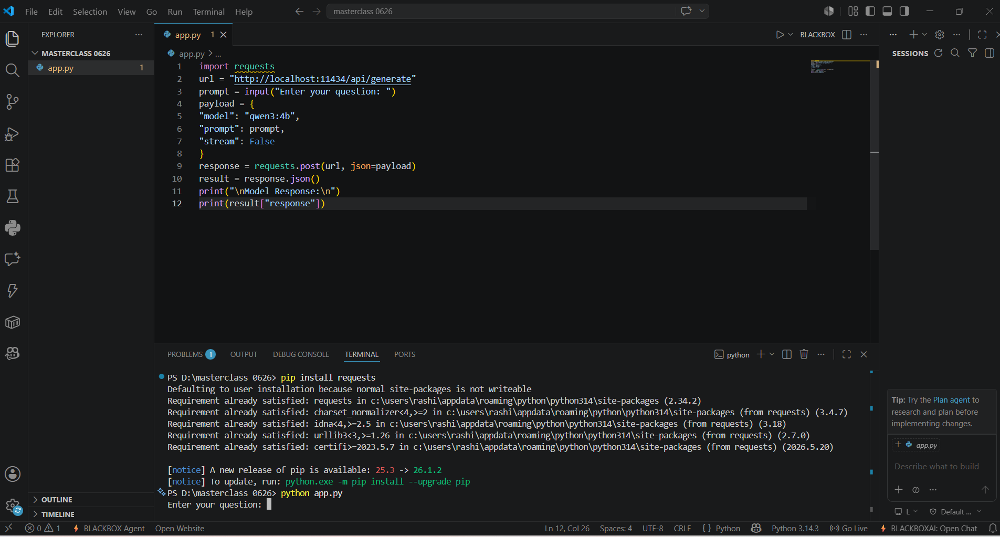 File Edit Selection View Go Run Terminal Help
masterclass 0626
EXPLORER
MASTERCLASS 0626
app.py 1
OUTLINE
TIMELINE
app.py 1
BLACKBOX
app.py > ...
1 import requests
2 url = "http://localhost:11434/api/generate"
3 prompt = input("Enter your question: ")
4 payload = {
5 "model": "qwen3:4b",
6 "prompt": prompt,
7 "stream": False
8 }
9 response = requests.post(url, json=payload)
10 result = response.json()
11 print("\nModel Response:\n")
12 print(result["response"])
PROBLEMS 1 OUTPUT DEBUG CONSOLE TERMINAL PORTS
python
PS D:\masterclass 0626> pip install requests
Defaulting to user installation because normal site-packages is not writeable
Requirement already satisfied: requests in c:\users\rashi\appdata\roaming\python\python314\site-packages (2.34.2)
Requirement already satisfied: charset_normalizer<4,>=2 in c:\users\rashi\appdata\roaming\python\python314\site-packages (from requests) (3.4.7)
Requirement already satisfied: idna<4,>=2.5 in c:\users\rashi\appdata\roaming\python\python314\site-packages (from requests) (3.18)
Requirement already satisfied: urllib3<3,>=1.26 in c:\users\rashi\appdata\roaming\python\python314\site-packages (from requests) (2.7.0)
Requirement already satisfied: certifi>=2023.5.7 in c:\users\rashi\appdata\roaming\python\python314\site-packages (from requests) (2026.5.20)
[notice] A new release of pip is available: 25.3 -> 26.1.2
[notice] To update, run: python.exe -m pip install --upgrade pip
PS D:\masterclass 0626> python app.py
Enter your question:
SESSIONS
Tip: Try the Plan agent to
research and plan before
implementing changes.
app.py
Describe what to build
L Default ...
0 1 BLACKBOX Agent Open Website Ln 12, Col 26 Spaces: 4 UTF-8 CRLF { } Python Python 3.14.3 Go Live BLACKBOXAI: Open Chat